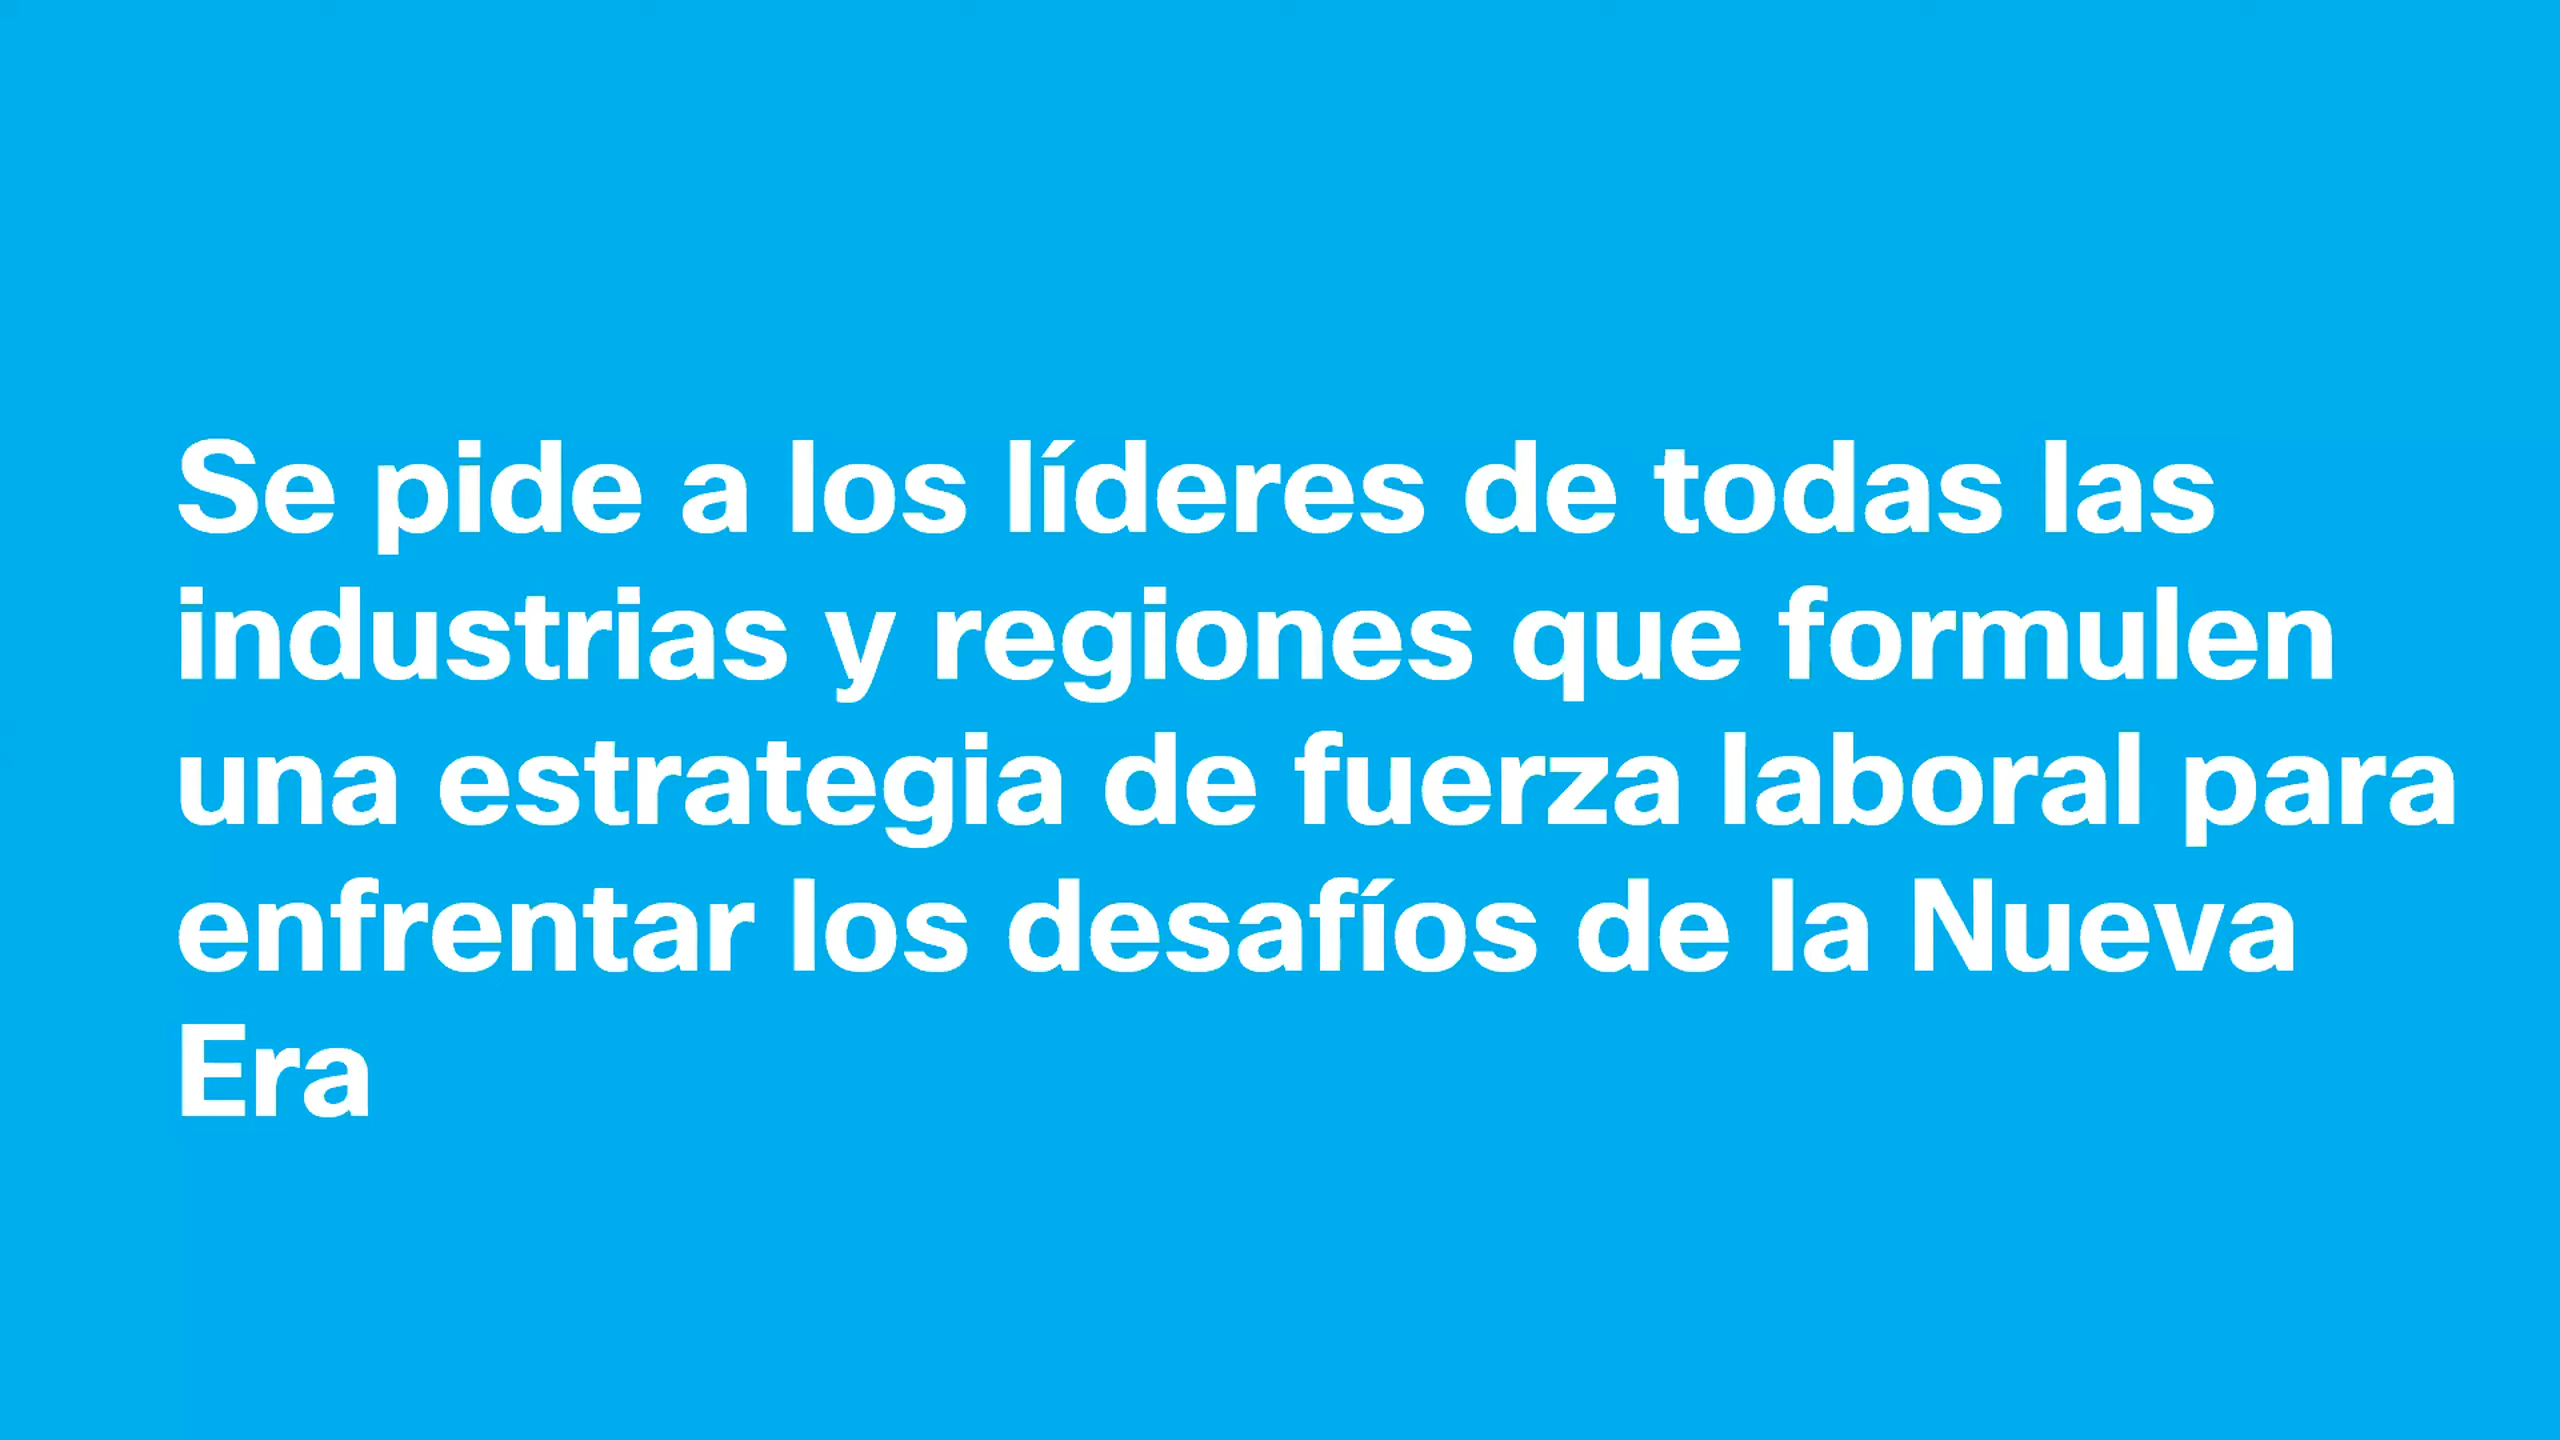 Se pide a los líderes de todas las
industrias y regiones que formulen
una estrategia de fuerza laboral para
enfrentar los desafíos de la Nueva
Era